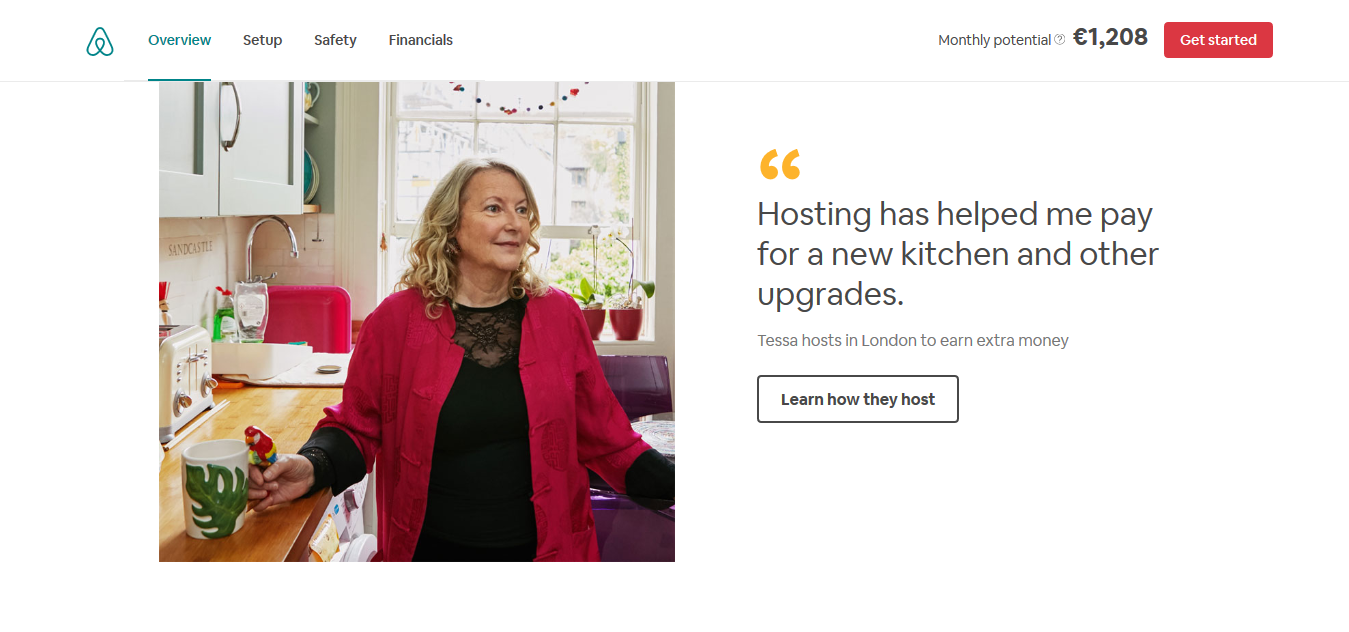 Overview Setup Safety Financials Monthly potential ? €1,208 Get started
SANDCASTLE
“
Hosting has helped me pay
for a new kitchen and other
upgrades.
Tessa hosts in London to earn extra money
Learn how they host